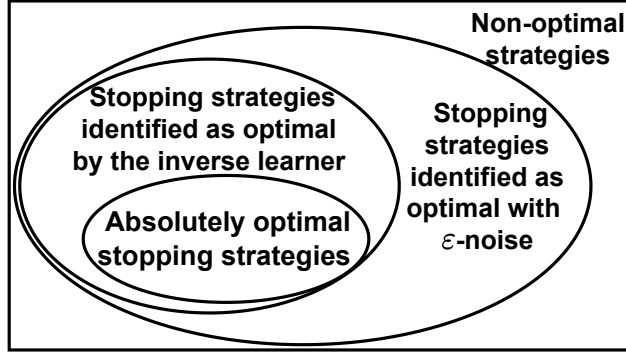 Non-optimal
strategies
Stopping strategies
identified as optimal
by the inverse learner
Stopping
strategies
identified as
optimal with
ε-noise
Absolutely optimal
stopping strategies